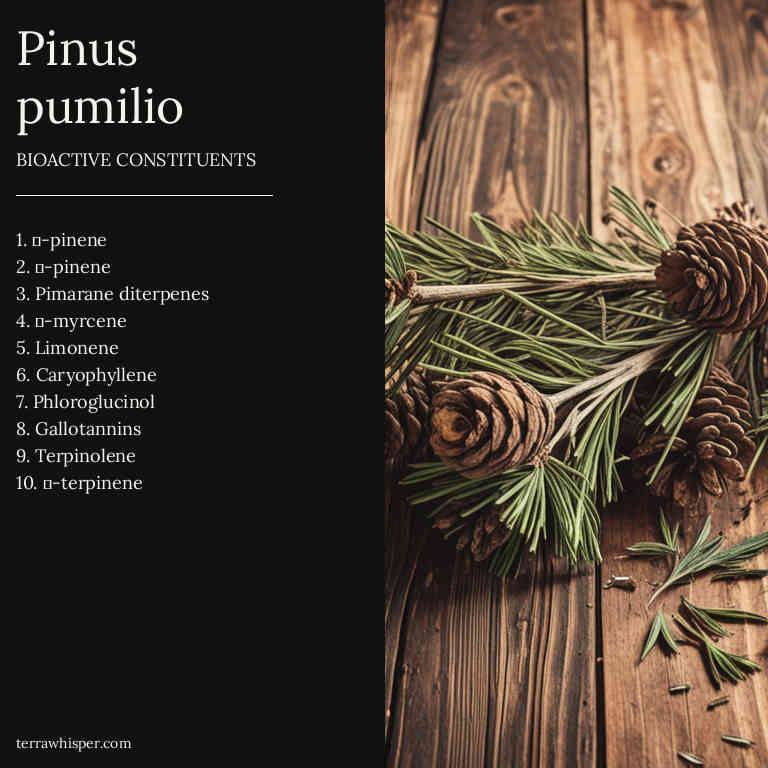 Pinus
pumilio
BIOACTIVE CONSTITUENTS
1. □-pinene
2. □-pinene
3. Pimarane diterpenes
4. □-myrcene
5. Limonene
6. Caryophyllene
7. Phloroglucinol
8. Gallotannins
9. Terpinolene
10. □-terpinene
terrawhisper.com